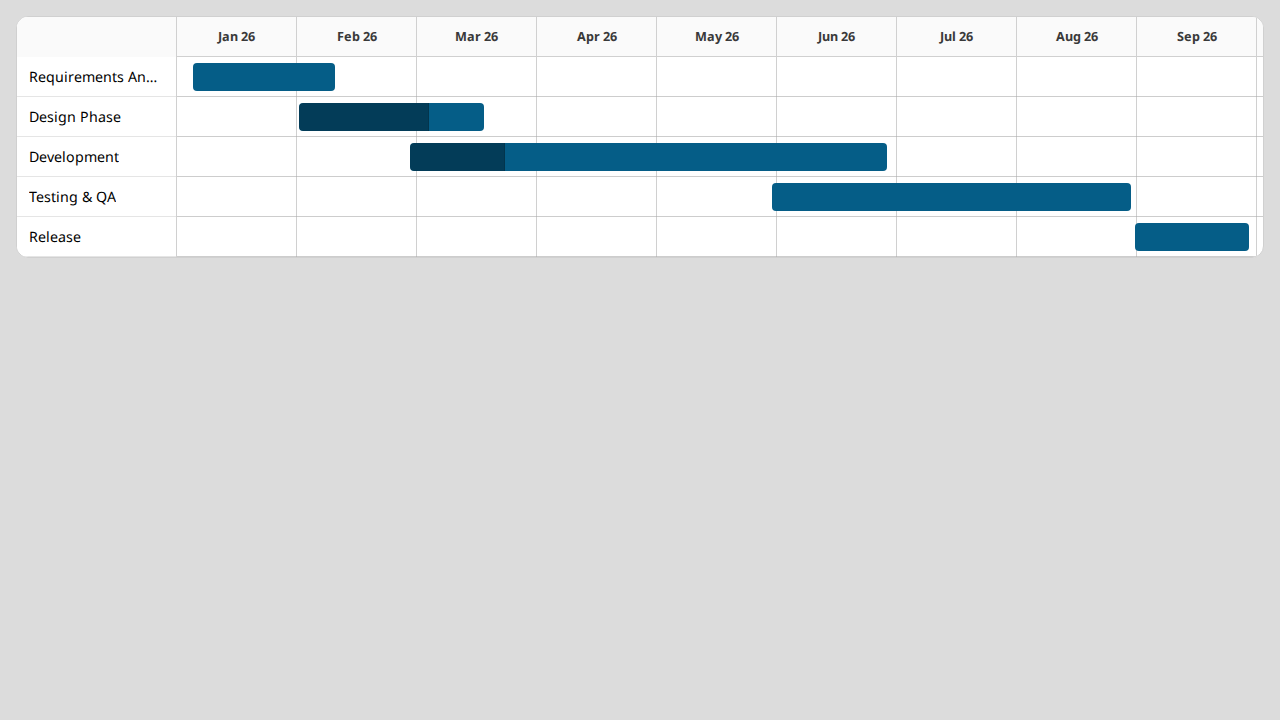 Jan 26 Feb 26 Mar 26 Apr 26 May 26 Jun 26 Jul 26 Aug 26 Sep 26
Requirements An...
Design Phase
Development
Testing & QA
Release